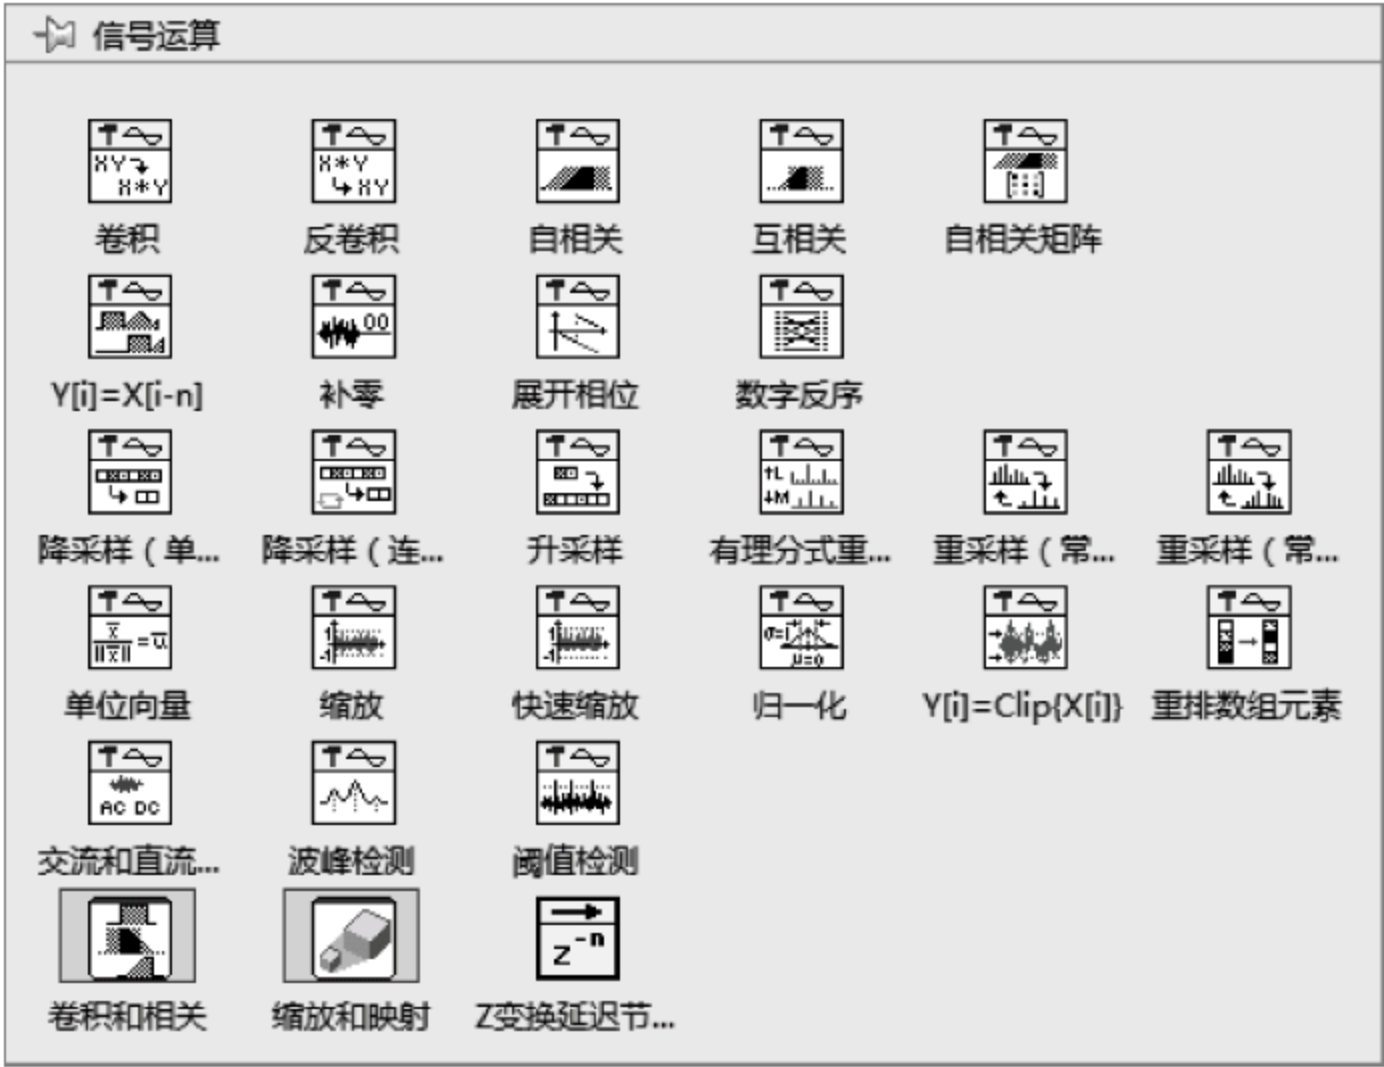 信号运算
卷积 反卷积 自相关 互相关 自相关矩阵
Y[i]=X[i-n] 补零 展开相位 数字反序
降采样（单... 降采样（连... 升采样 有理分式重... 重采样（常... 重采样（常...
单位向量 缩放 快速缩放 归一化 Y[i]=Clip{X[i]} 重排数组元素
AC DC
交流和直流... 波峰检测 阈值检测
z-n
卷积和相关 缩放和映射 Z变换延迟节...